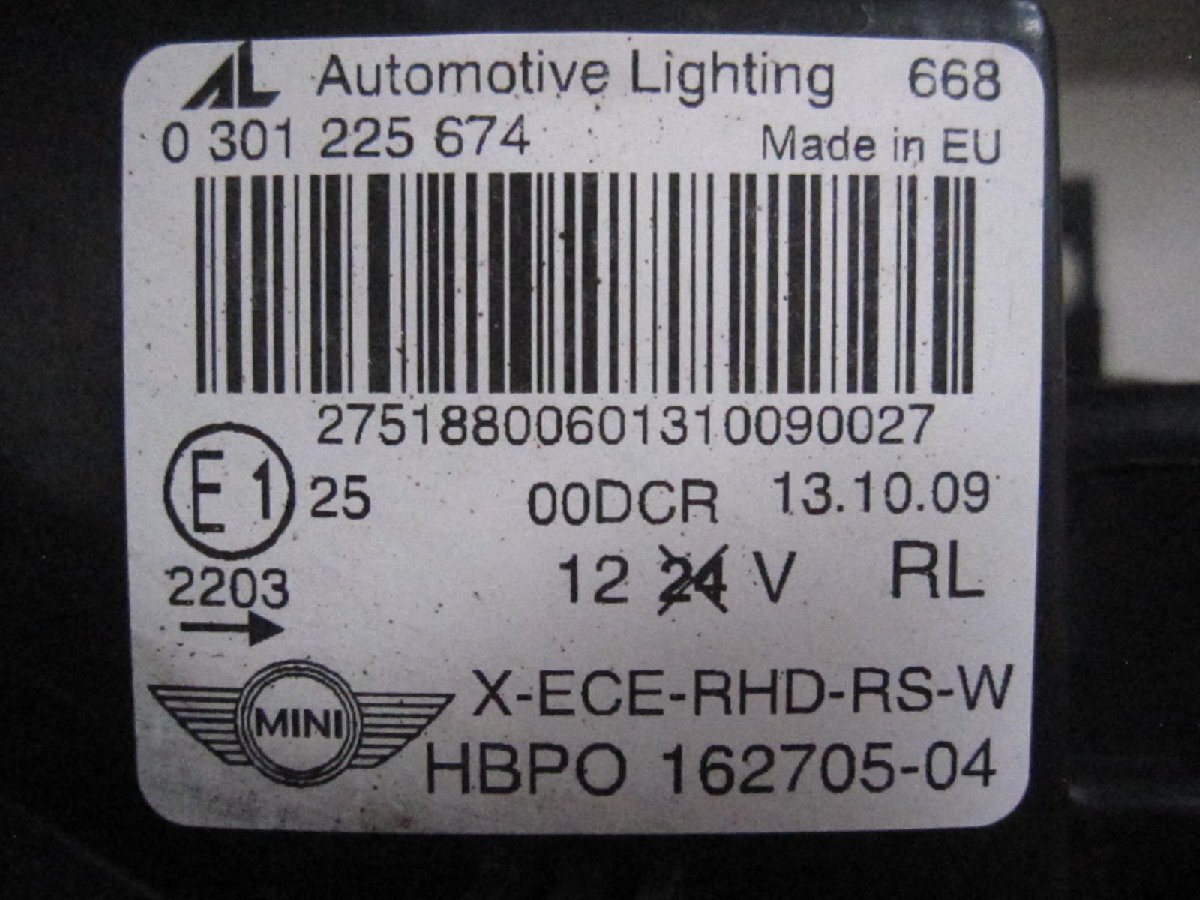 AL Automotive Lighting 668
0 301 225 674 Made in EU
27518800601310090027
E1 25 00DCR 13.10.09
2203 12 24 V RL
MINI X-ECE-RHD-RS-W
HBPO 162705-04